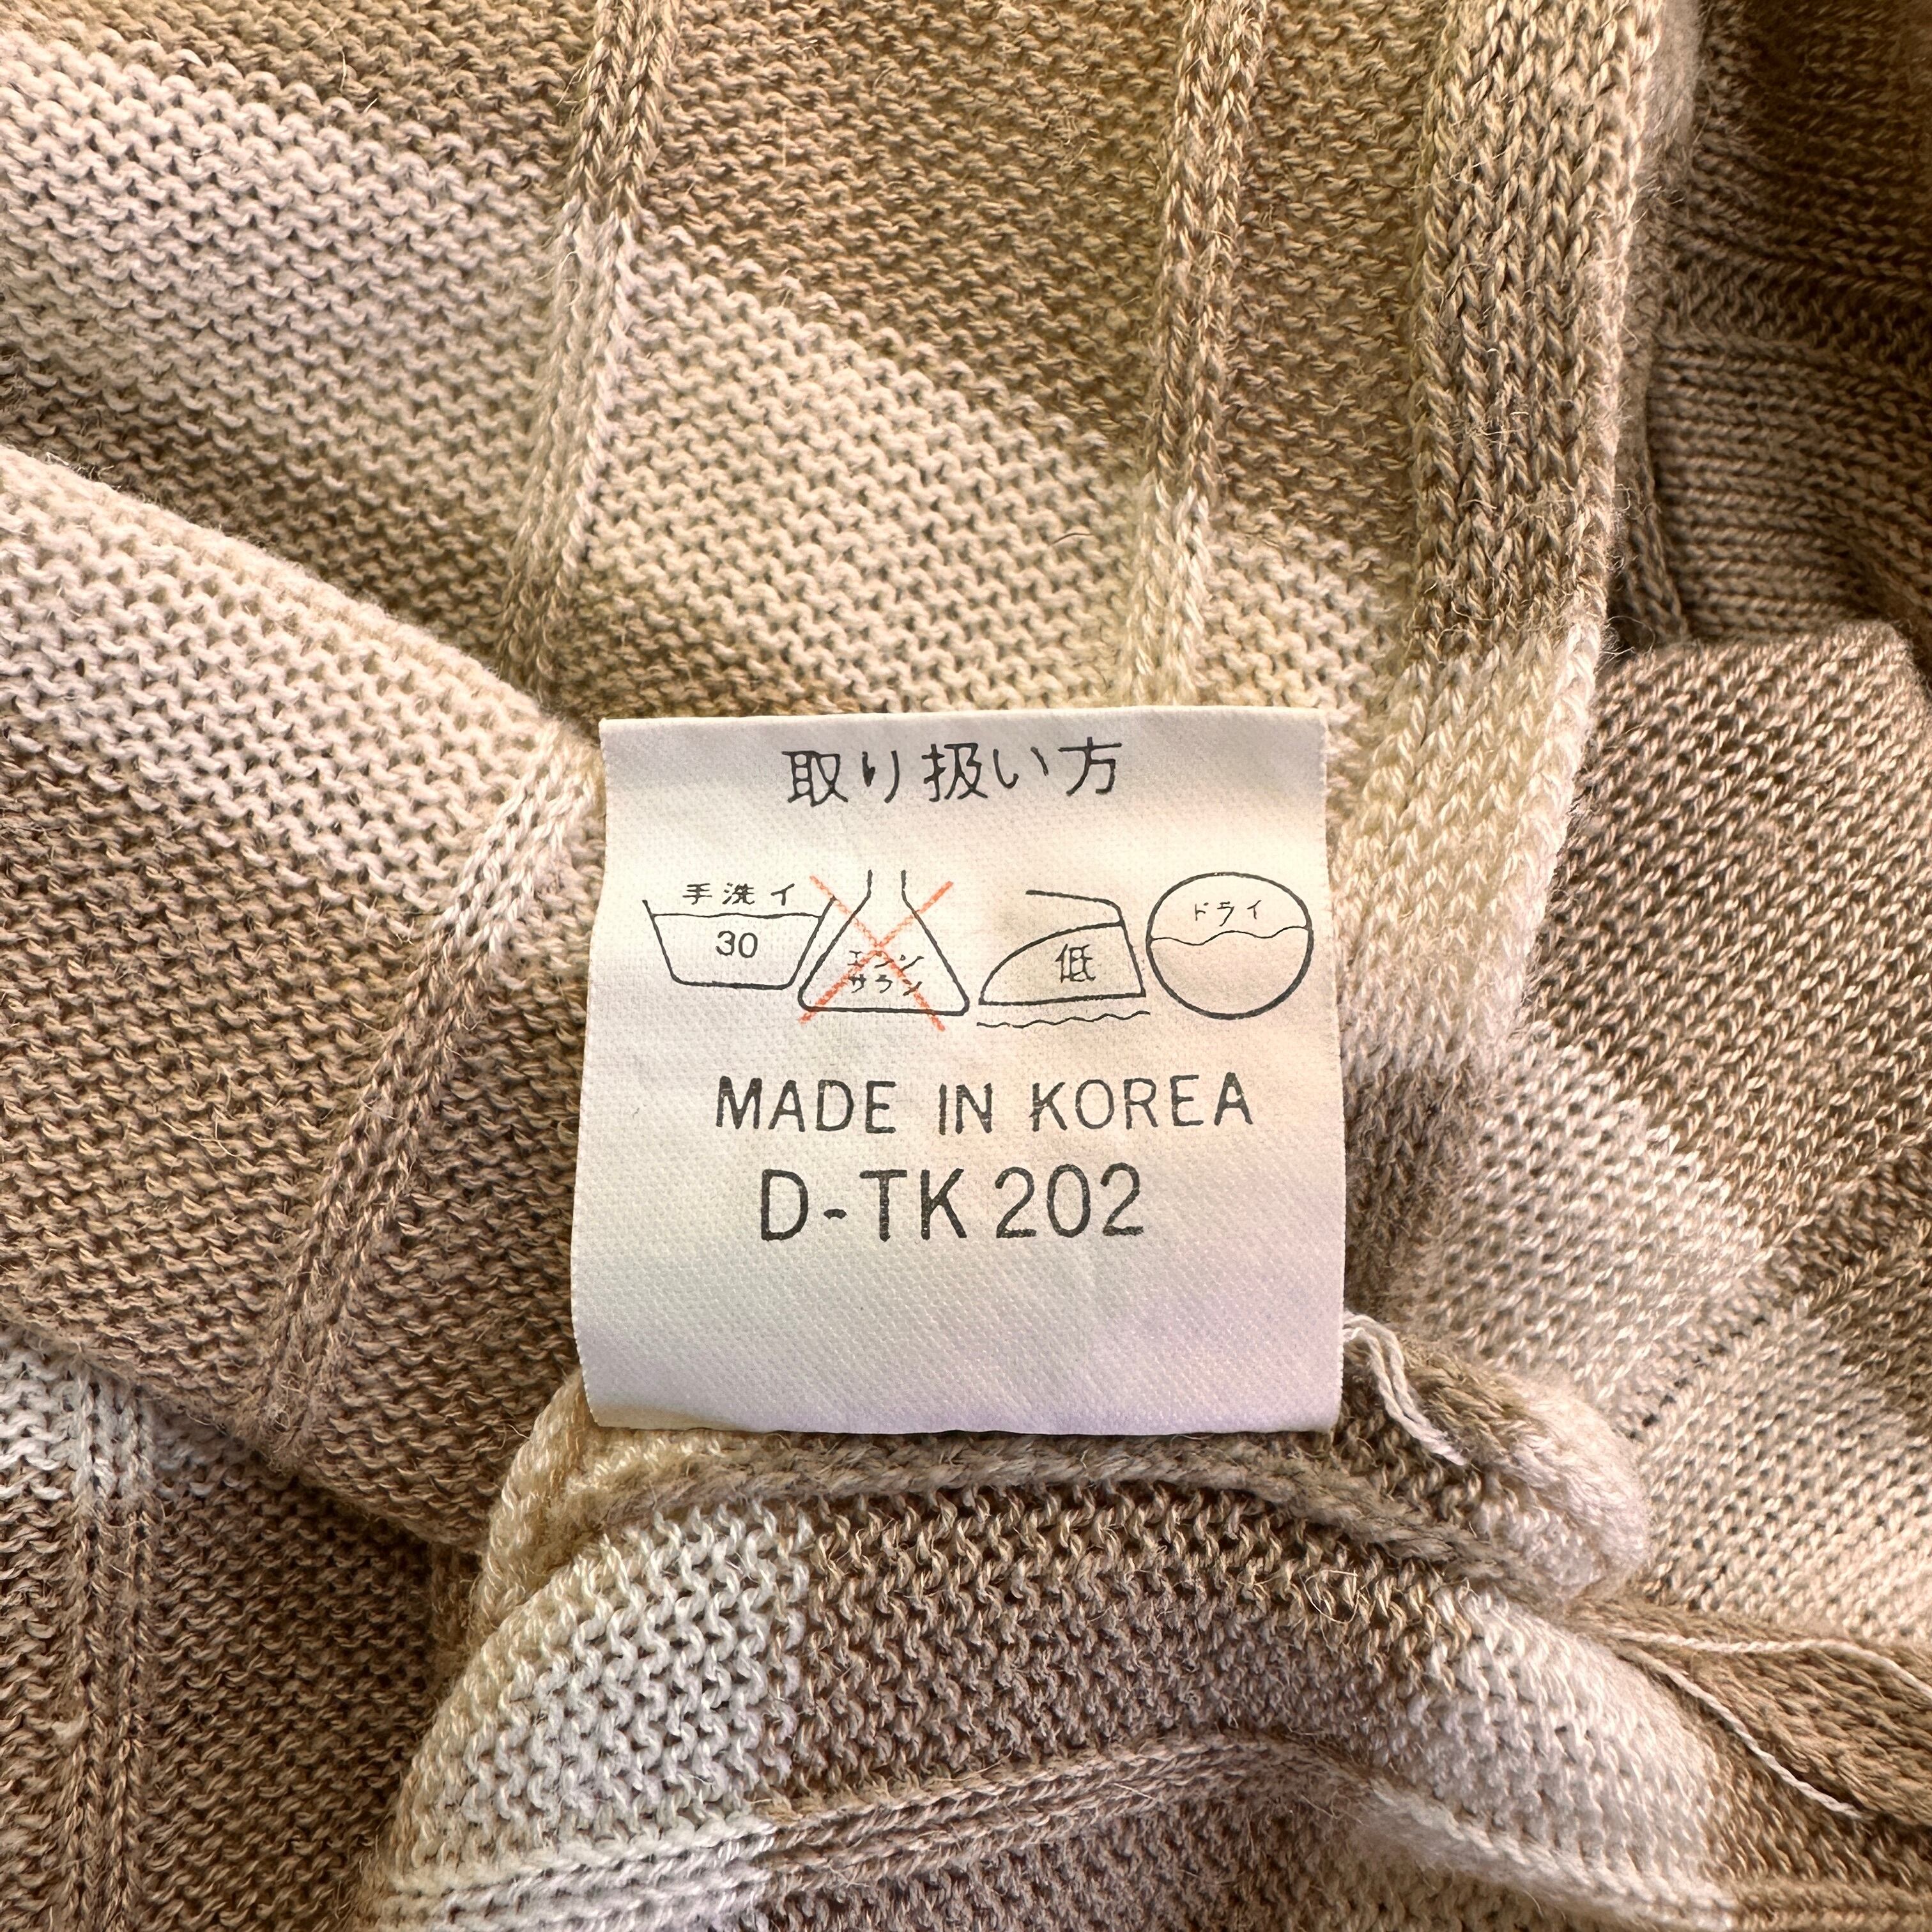 取り扱い方
手洗イ
30
エンソ
サラシ
低
ドライ
MADE IN KOREA
D-TK 202